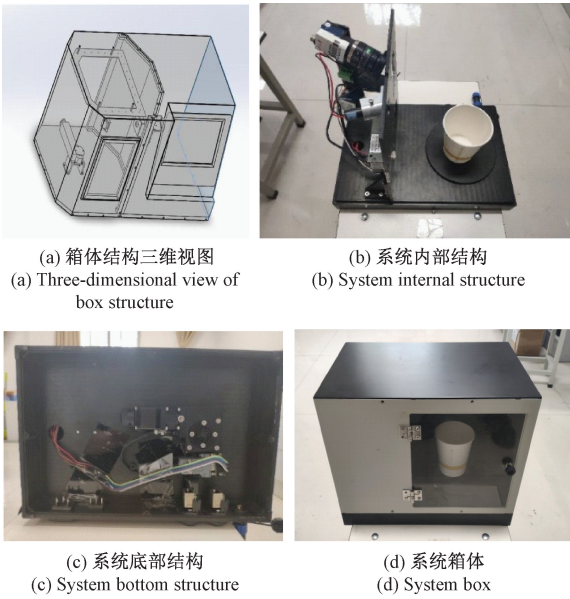 (a) 箱体结构三维视图
(a) Three-dimensional view of
box structure
(b) 系统内部结构
(b) System internal structure
(c) 系统底部结构
(c) System bottom structure
(d) 系统箱体
(d) System box